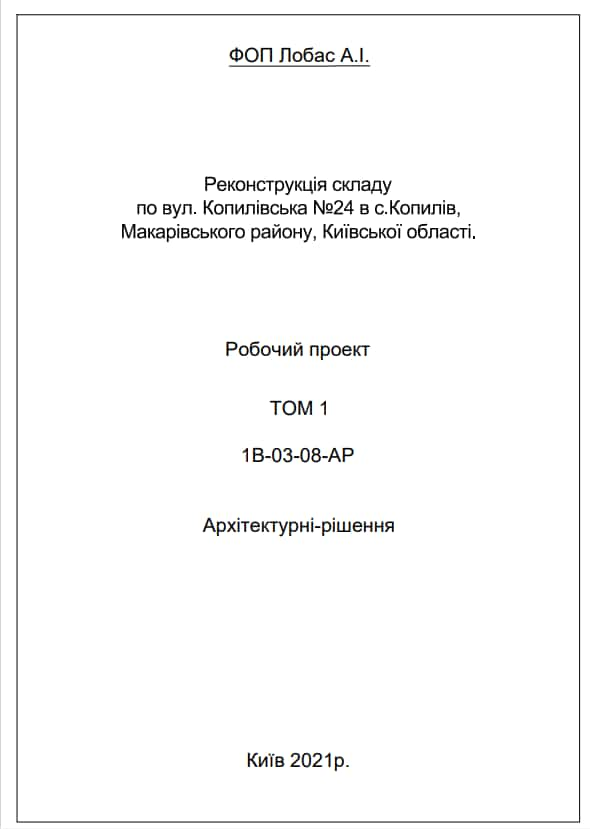 ФОП Лобас А.І.
Реконструкція складу
по вул. Копилівська №24 в с.Копилів,
Макарівського району, Київської області.
Робочий проект
ТОМ 1
1В-03-08-АР
Архітектурні-рішення
Київ 2021р.